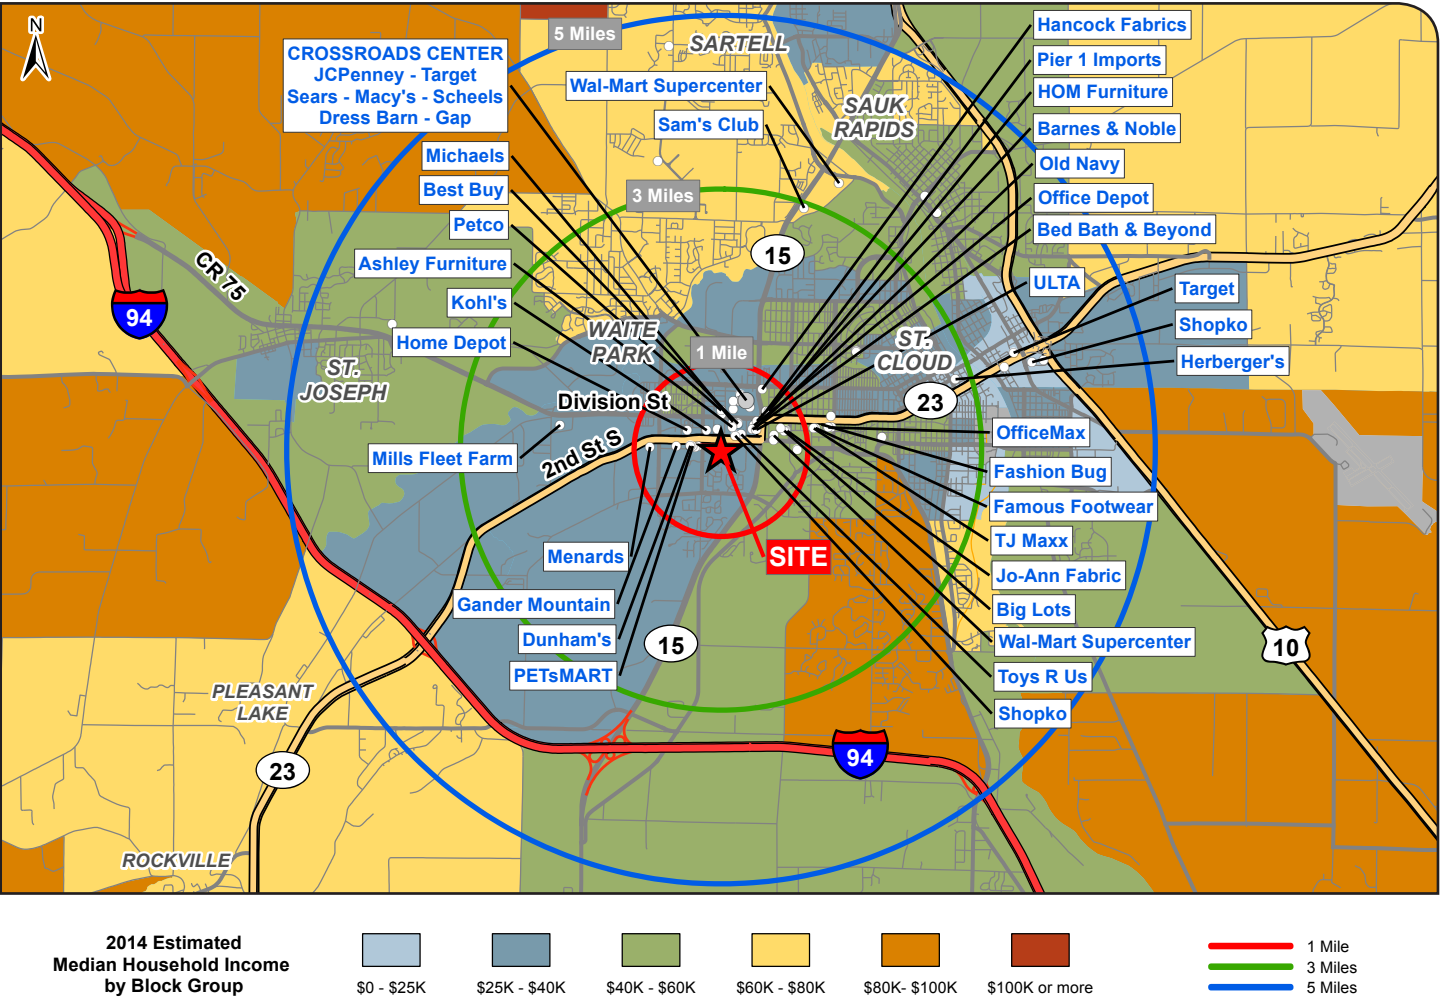 N
5 Miles
SARTELL
Hancock Fabrics
CROSSROADS CENTER
JCPenney - Target
Sears - Macy's - Scheels
Dress Barn - Gap
Wal-Mart Supercenter
Pier 1 Imports
HOM Furniture
SAUK
RAPIDS
Sam's Club
Barnes & Noble
Michaels
Old Navy
Best Buy
3 Miles
Office Depot
Petco
Bed Bath & Beyond
15
Ashley Furniture
CR 75
ULTA
Target
Kohl's
94
Shopko
WAITE
PARK
Home Depot
1 Mile
ST.
CLOUD
Herberger's
ST.
JOSEPH
Division St
23
OfficeMax
2nd St S
Mills Fleet Farm
Fashion Bug
Famous Footwear
TJ Maxx
Menards
SITE
Jo-Ann Fabric
Gander Mountain
Big Lots
Dunham's
Wal-Mart Supercenter
15
10
PETsMART
Toys R Us
PLEASANT
LAKE
Shopko
94
23
ROCKVILLE
2014 Estimated
Median Household Income
by Block Group
$0 - $25K
$25K - $40K
$40K - $60K
$60K - $80K
$80K- $100K
$100K or more
1 Mile
3 Miles
5 Miles